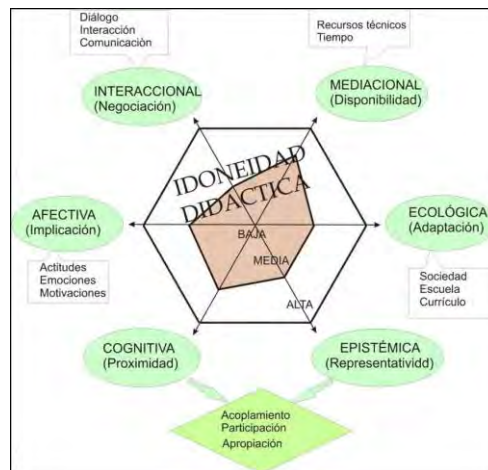 Diálogo
Interacción
Comunicación
Recursos técnicos
Tiempo
INTERACCIONAL
(Negociación)
MEDIACIONAL
(Disponibilidad)
IDONEIDAD
DIDACTICA
AFECTIVA
(Implicación)
ECOLÓGICA
(Adaptación)
BAJA
MEDIA
ALTA
Actitudes
Emociones
Motivaciones
Sociedad
Escuela
Currículo
COGNITIVA
(Proximidad)
EPISTÉMICA
(Representatividd)
Acoplamiento
Participación
Apropiación